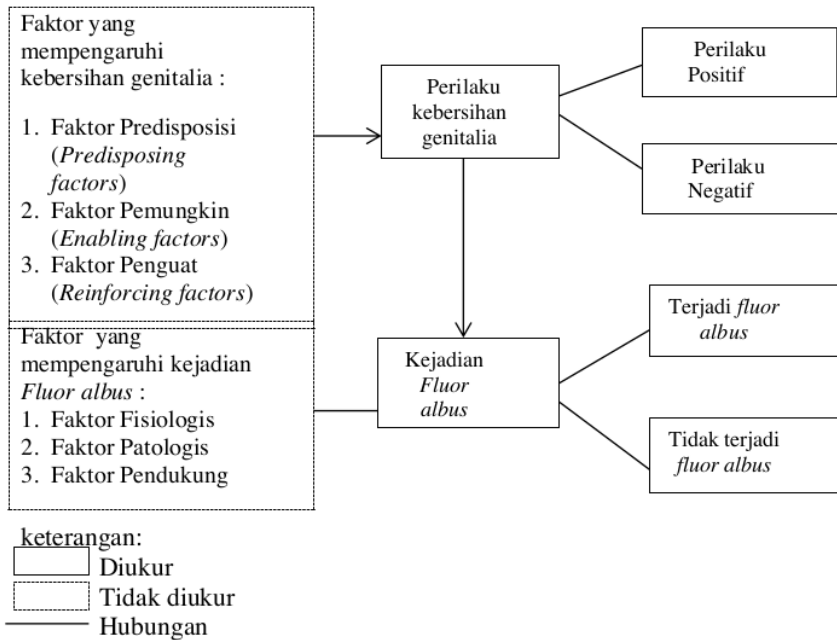 Faktor yang
mempengaruhi
kebersihan genitalia :
1. Faktor Predisposisi
(Predisposing
factors)
2. Faktor Pemungkin
(Enabling factors)
3. Faktor Penguat
(Reinforcing factors)
Faktor yang
mempengaruhi kejadian
Fluor albus :
1. Faktor Fisiologis
2. Faktor Patologis
3. Faktor Pendukung
Perilaku
kebersihan
genitalia
Kejadian
Fluor
albus
Perilaku
Positif
Perilaku
Negatif
Terjadi fluor
albus
Tidak terjadi
fluor albus
keterangan:
Diukur
Tidak diukur
Hubungan